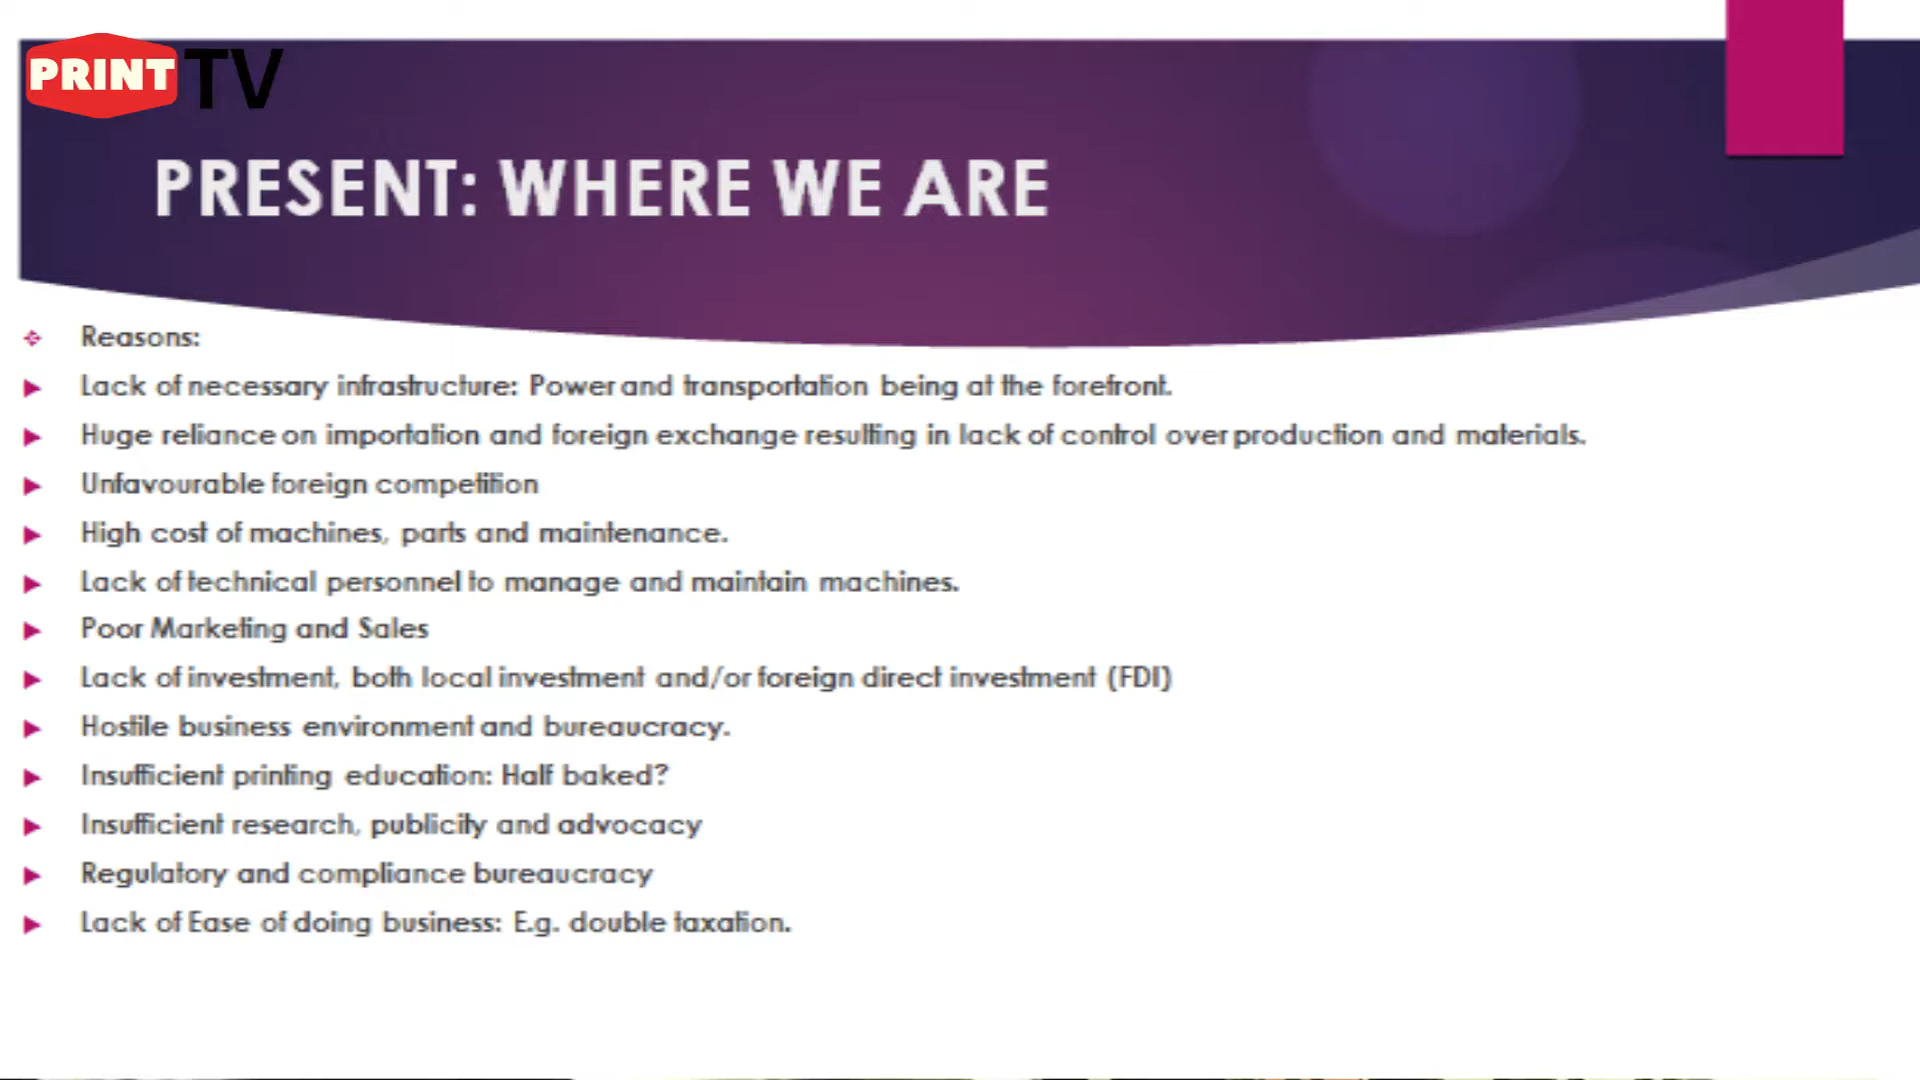 PRINT TV
PRESENT: WHERE WE ARE
Reasons:
Lack of necessary infrastructure: Power and transportation being at the forefront.
Huge reliance on importation and foreign exchange resulting in lack of control over production and materials.
Unfavourable foreign competition
High cost of machines, parts and maintenance.
Lack of technical personnel to manage and maintain machines.
Poor Marketing and Sales
Lack of investment, both local investment and/or foreign direct investment (FDI)
Hostile business environment and bureaucracy.
Insufficient printing education: Half baked?
Insufficient research, publicity and advocacy
Regulatory and compliance bureaucracy
Lack of Ease of doing business: E.g. double taxation.